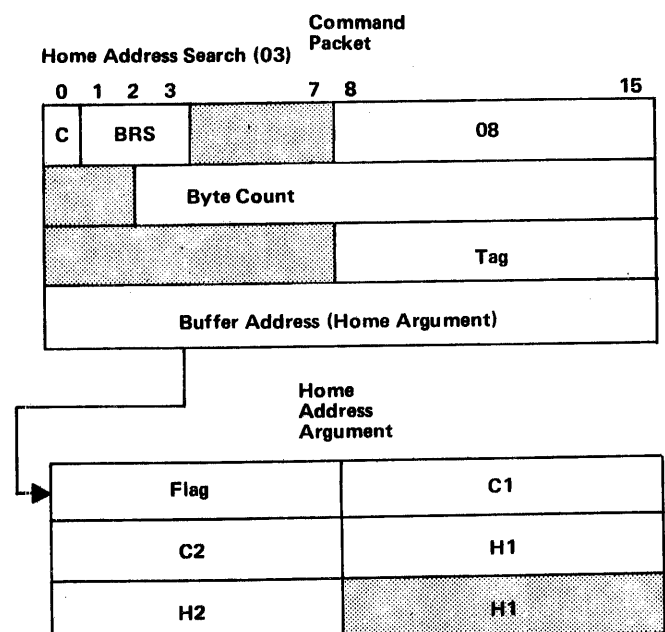 Command
Packet
Home Address Search (03)
0 1 2 3 7 8 15
C BRS 08
Byte Count
Tag
Buffer Address (Home Argument)
Home
Address
Argument
Flag C1
C2 H1
H2 H1